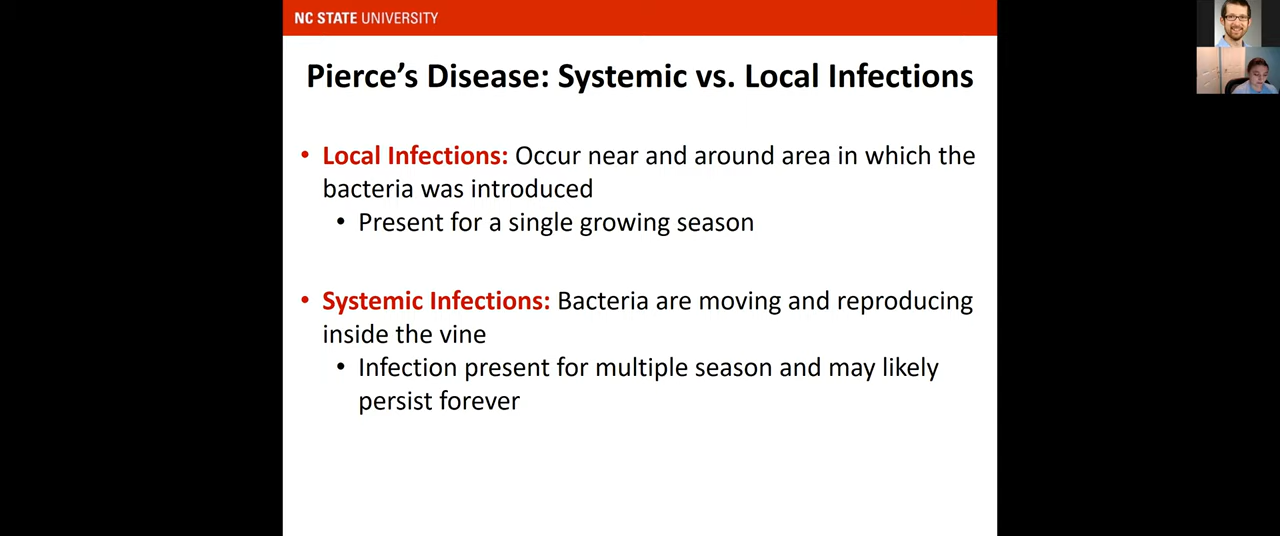 NC STATE UNIVERSITY
Pierce’s Disease: Systemic vs. Local Infections
• Local Infections: Occur near and around area in which the
bacteria was introduced
• Present for a single growing season
• Systemic Infections: Bacteria are moving and reproducing
inside the vine
• Infection present for multiple season and may likely
persist forever